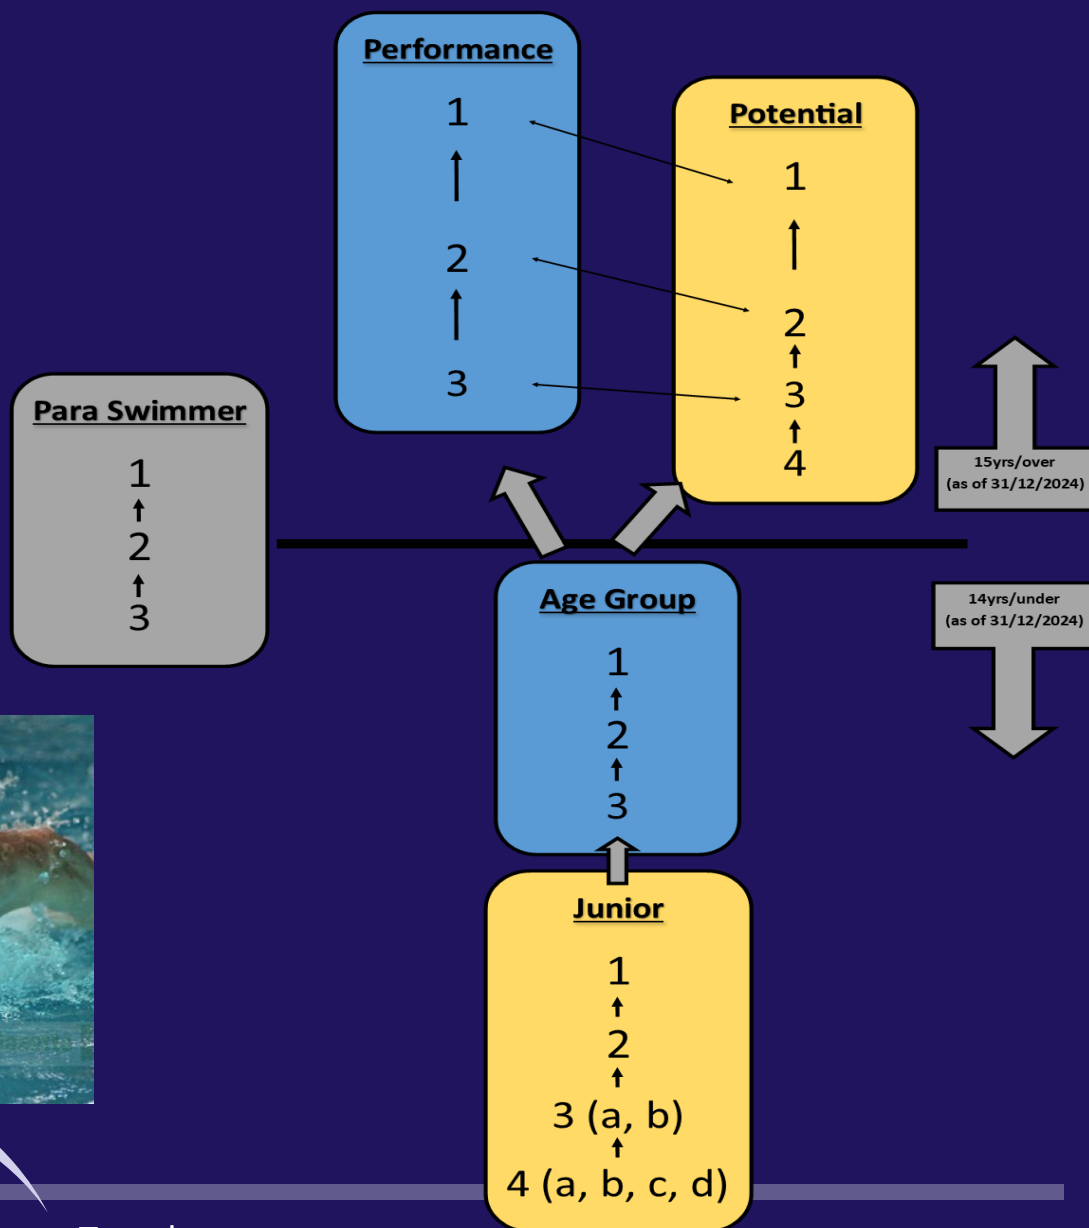 Performance
1
2
3
Potential
1
2
3
4
Para Swimmer
1
2
3
15yrs/over
(as of 31/12/2024)
14yrs/under
(as of 31/12/2024)
Age Group
1
2
3
Junior
1
2
3 (a, b)
4 (a, b, c, d)